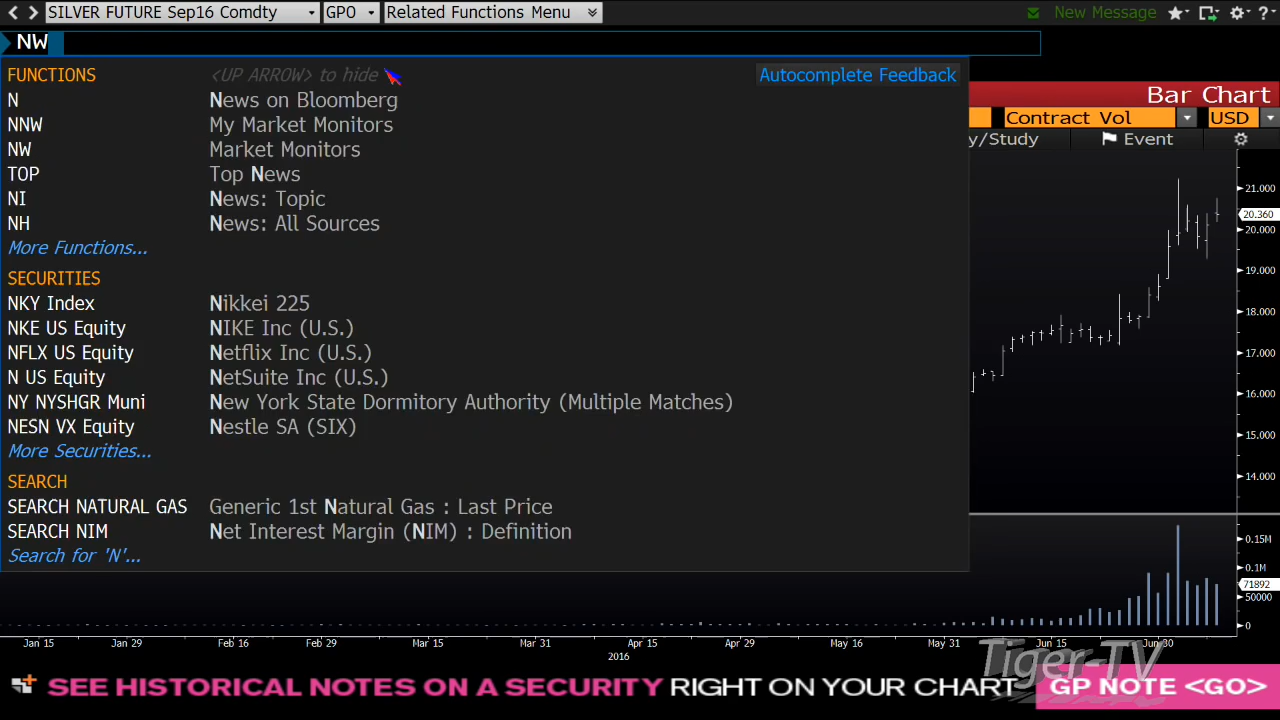 SILVER FUTURE Sep16 Comdty GPO Related Functions Menu New Message ?
NW
FUNCTIONS <UP ARROW> to hide Autocomplete Feedback
N News on Bloomberg
NNW My Market Monitors
NW Market Monitors
TOP Top News
NI News: Topic
NH News: All Sources
More Functions...
SECURITIES
NKY Index Nikkei 225
NKE US Equity NIKE Inc (U.S.)
NFLX US Equity Netflix Inc (U.S.)
N US Equity NetSuite Inc (U.S.)
NY NYSHGR Muni New York State Dormitory Authority (Multiple Matches)
NESN VX Equity Nestle SA (SIX)
More Securities...
SEARCH
SEARCH NATURAL GAS Generic 1st Natural Gas : Last Price
SEARCH NIM Net Interest Margin (NIM) : Definition
Search for 'N'...
Bar Chart
Contract Vol USD
y/Study Event
21.000
20.360
20.000
19.000
18.000
17.000
16.000
15.000
14.000
0.15M
0.1M
71892
50000
0
Jan 15 Jan 29 Feb 16 Feb 29 Mar 15 Mar 31 Apr 15 Apr 29 May 16 May 31 Jun 15 Jun 30
2016
Tiger-TV
SEE HISTORICAL NOTES ON A SECURITY RIGHT ON YOUR CHART GP NOTE <GO>